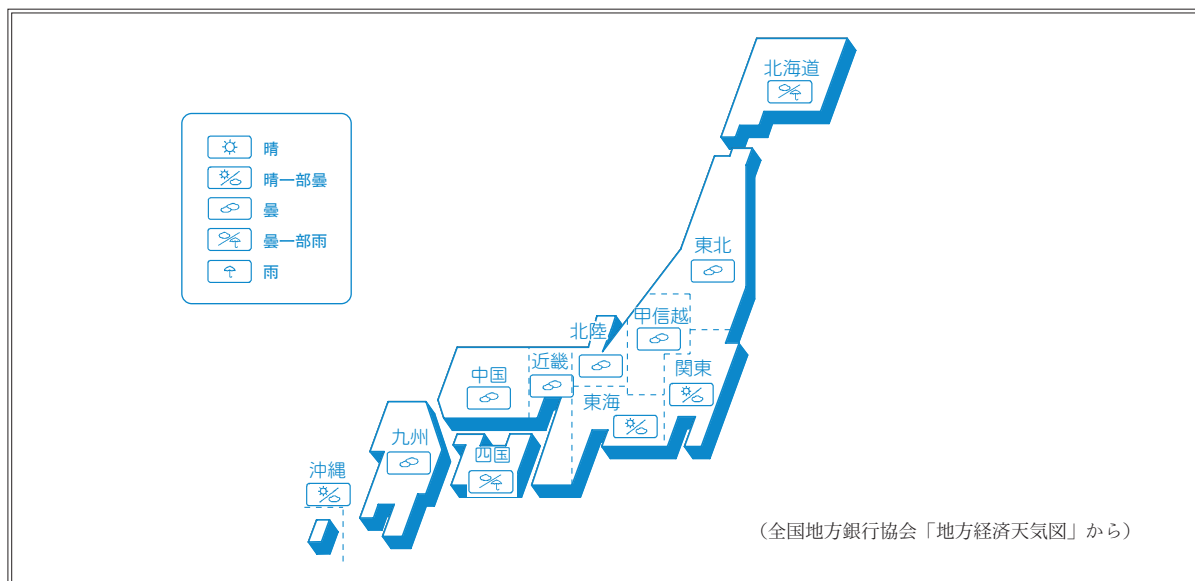 北海道
晴
晴一部曇
曇
曇一部雨
雨
東北
甲信越
北陸
近畿
関東
中国
東海
九州
四国
沖縄
(全国地方銀行協会「地方経済天気図」から)